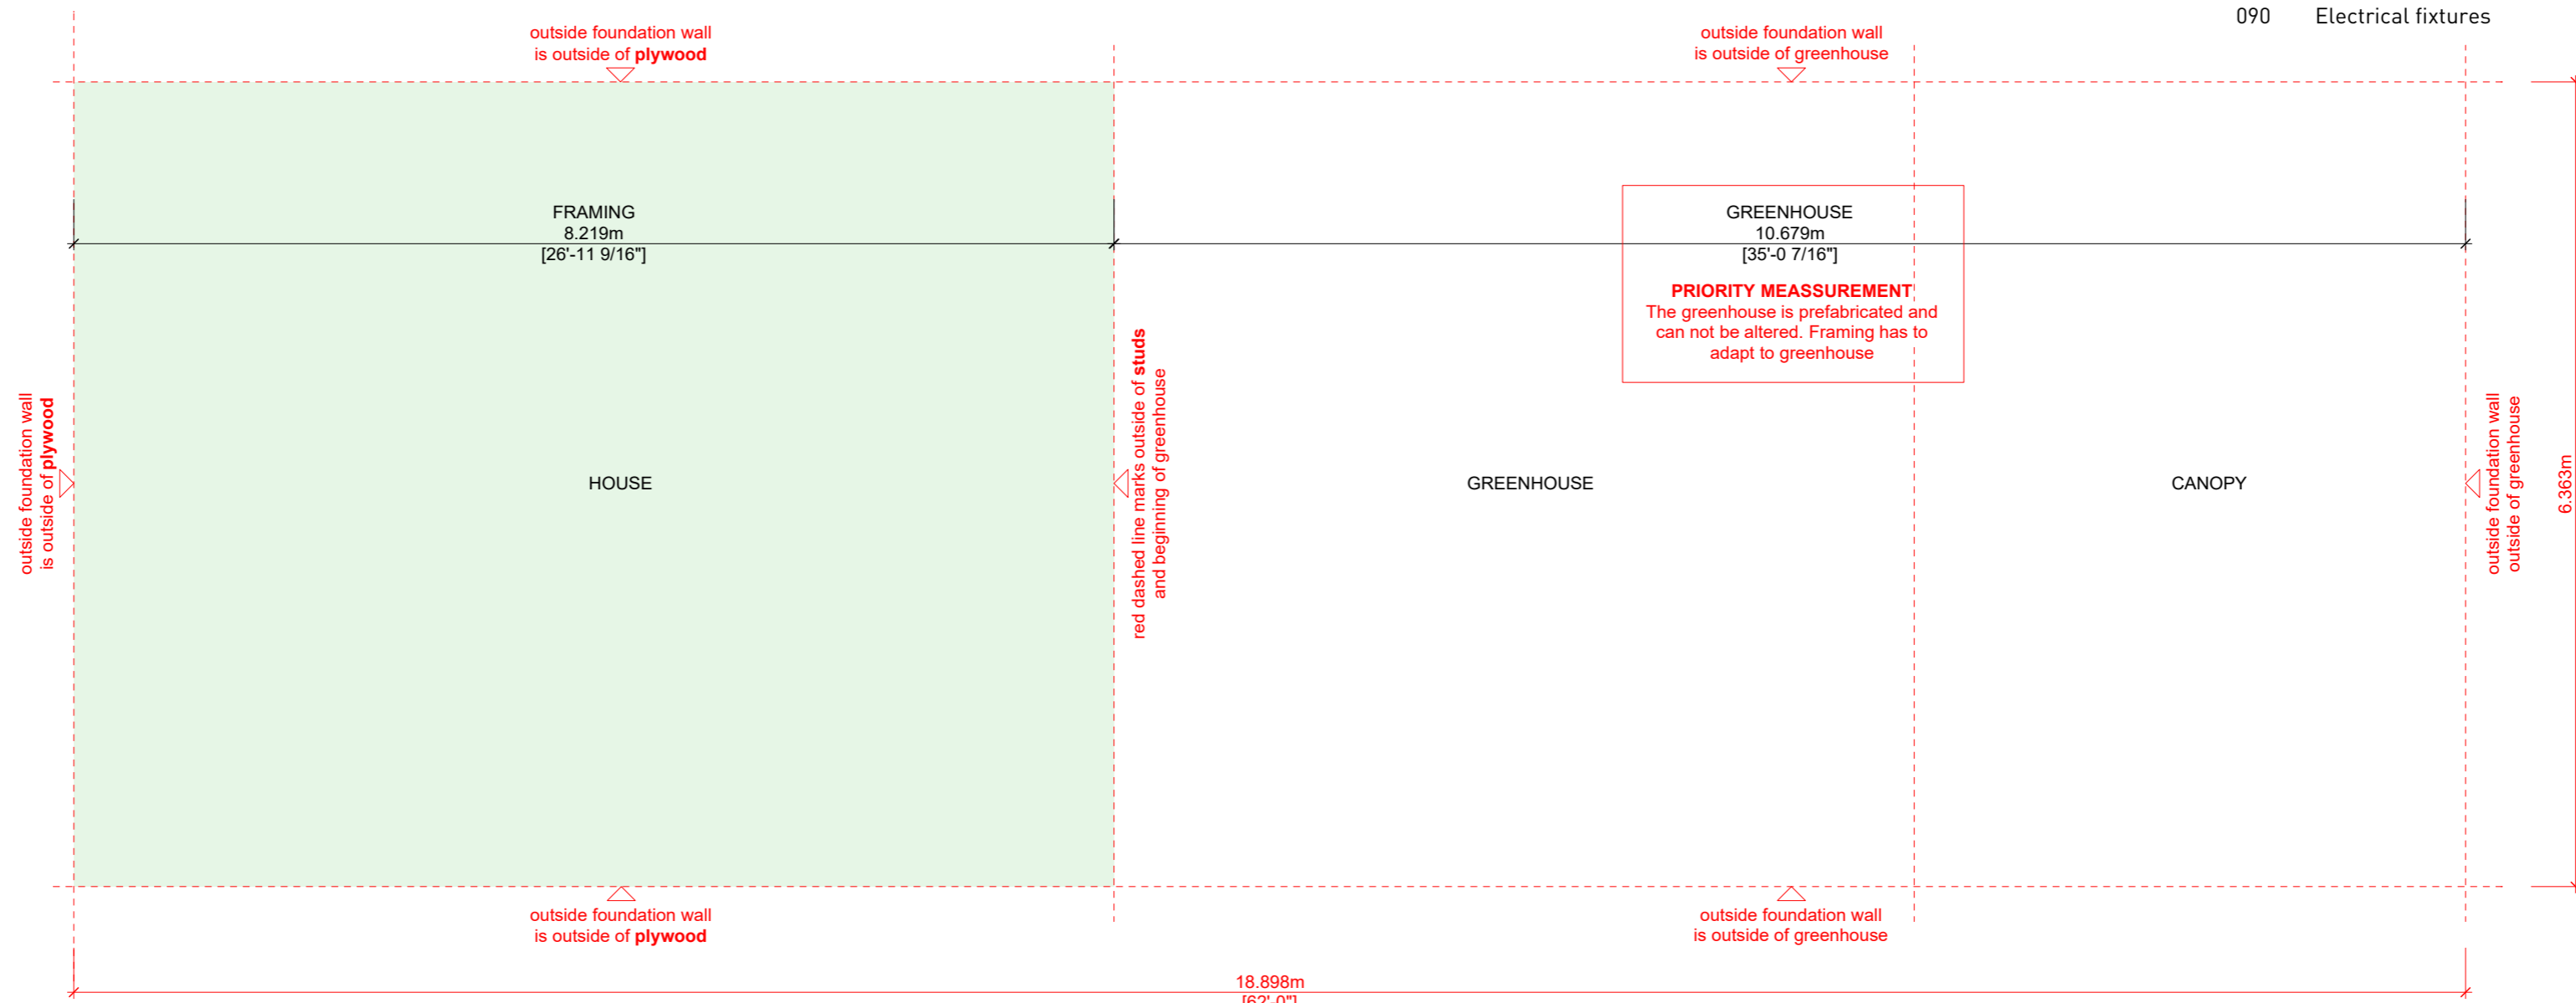 090 Electrical fixtures
outside foundation wall
is outside of plywood
outside foundation wall
is outside of greenhouse
FRAMING
8.219m
[26'-11 9/16"]
GREENHOUSE
10.679m
[35'-0 7/16"]
PRIORITY MEASSUREMENT
The greenhouse is prefabricated and
can not be altered. Framing has to
adapt to greenhouse
outside foundation wall
is outside of plywood
HOUSE
red dashed line marks outside of studs
and beginning of greenhouse
GREENHOUSE
CANOPY
outside foundation wall
outside of greenhouse
6.363m
outside foundation wall
is outside of plywood
outside foundation wall
is outside of greenhouse
18.898m
[62'-0"]